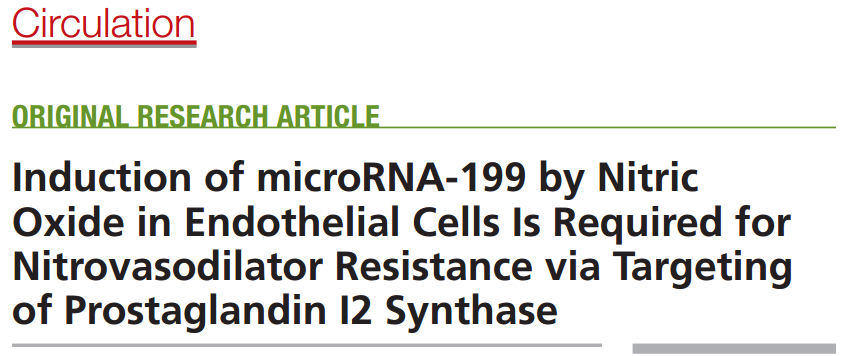 Circulation
ORIGINAL RESEARCH ARTICLE
Induction of microRNA-199 by Nitric
Oxide in Endothelial Cells Is Required for
Nitrovasodilator Resistance via Targeting
of Prostaglandin I2 Synthase